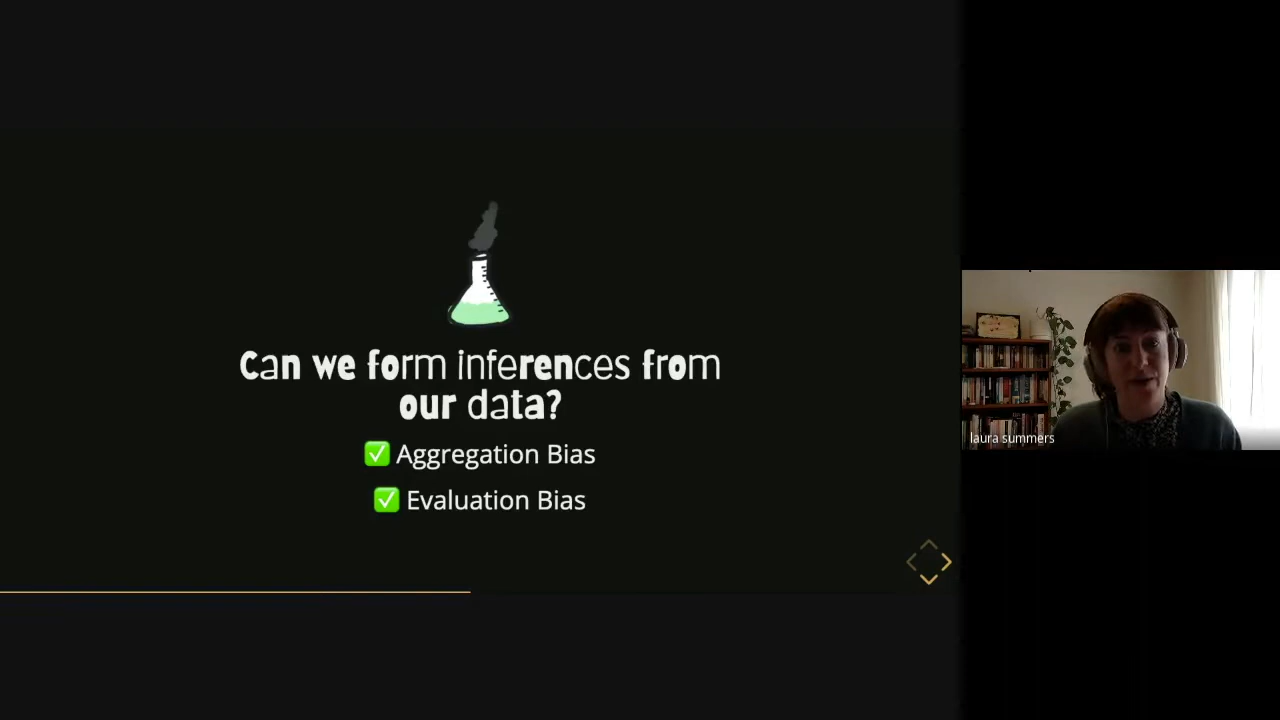 Can we form inferences from
our data?
✅ Aggregation Bias
✅ Evaluation Bias
laura summers